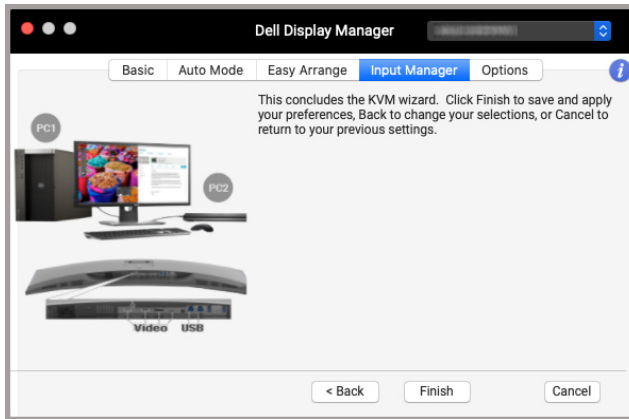 Dell Display Manager
Basic
Auto Mode
Easy Arrange
Input Manager
Options
i
This concludes the KVM wizard. Click Finish to save and apply
your preferences, Back to change your selections, or Cancel to
return to your previous settings.
PC1
PC2
Video
USB
< Back
Finish
Cancel